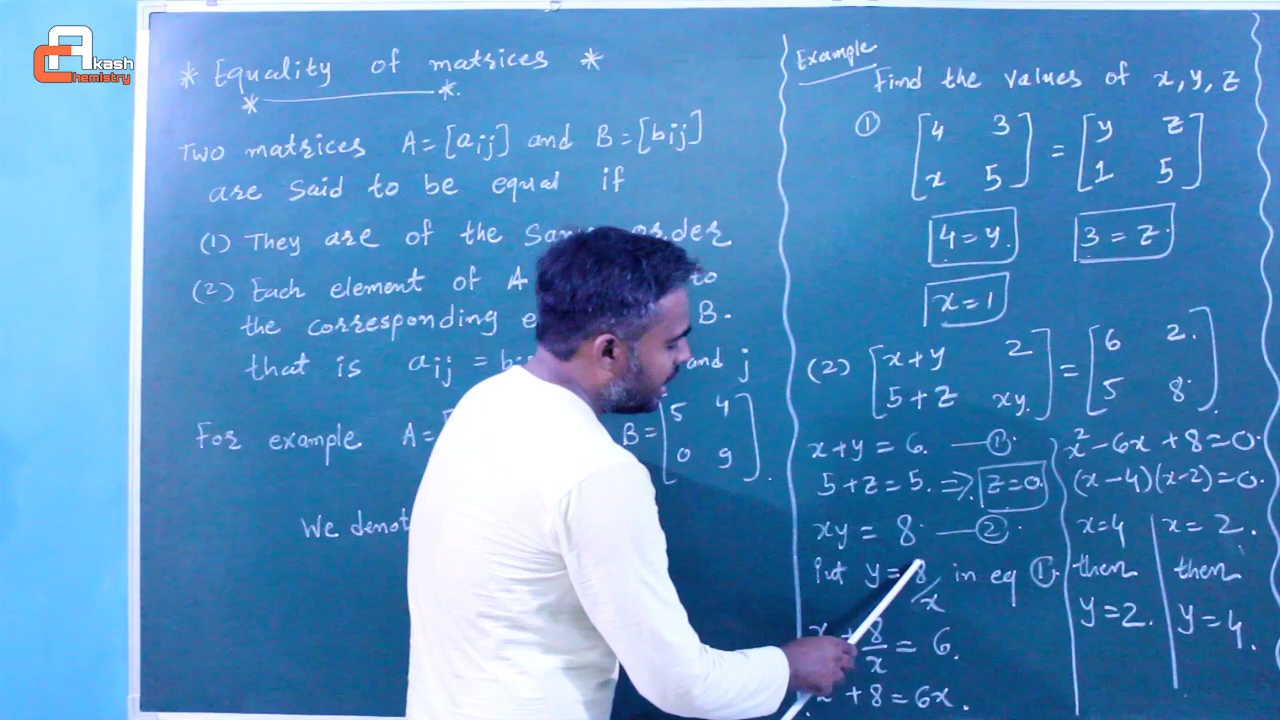 Akash
Chemistry
* Equality of matrices *
Two matrices A=[aij] and B=[bij]
are said to be equal if
(1) They are of the same order
(2) Each element of A to
the corresponding B.
that is aij = and j
For example A= B= [5 4
0 9].
We
Example
Find the values of x, y, z
① [4 3 = [y z
x 5] 1 5]
4=y. 3=z.
x=1
(2) [x+y 2 = [6 2.
5+z xy.] 5 8].
x+y=6. —①.
5+z=5. ⇒ z=0.
xy=8. —②.
Put y=8/x in eq ①.
x+8/x=6.
+8=6x.
x²-6x+8=0.
(x-4)(x-2)=0.
x=4 x=2.
then then
y=2. y=4.